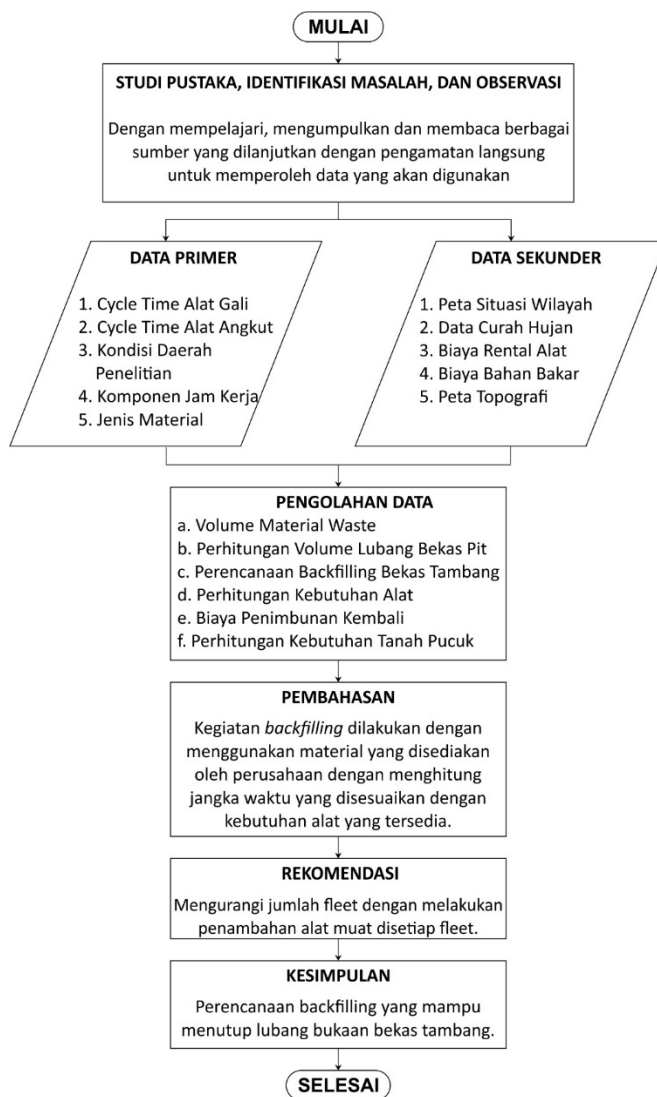 MULAI
STUDI PUSTAKA, IDENTIFIKASI MASALAH, DAN OBSERVASI
Dengan mempelajari, mengumpulkan dan membaca berbagai
sumber yang dilanjutkan dengan pengamatan langsung
untuk memperoleh data yang akan digunakan
DATA PRIMER
1. Cycle Time Alat Gali
2. Cycle Time Alat Angkut
3. Kondisi Daerah
Penelitian
4. Komponen Jam Kerja
5. Jenis Material
DATA SEKUNDER
1. Peta Situasi Wilayah
2. Data Curah Hujan
3. Biaya Rental Alat
4. Biaya Bahan Bakar
5. Peta Topografi
PENGOLAHAN DATA
a. Volume Material Waste
b. Perhitungan Volume Lubang Bekas Pit
c. Perencanaan Backfilling Bekas Tambang
d. Perhitungan Kebutuhan Alat
e. Biaya Penimbunan Kembali
f. Perhitungan Kebutuhan Tanah Pucuk
PEMBAHASAN
Kegiatan backfilling dilakukan dengan
menggunakan material yang disediakan
oleh perusahaan dengan menghitung
jangka waktu yang disesuaikan dengan
kebutuhan alat yang tersedia.
REKOMENDASI
Mengurangi jumlah fleet dengan melakukan
penambahan alat muat disetiap fleet.
KESIMPULAN
Perencanaan backfilling yang mampu
menutup lubang bukaan bekas tambang.
SELESAI